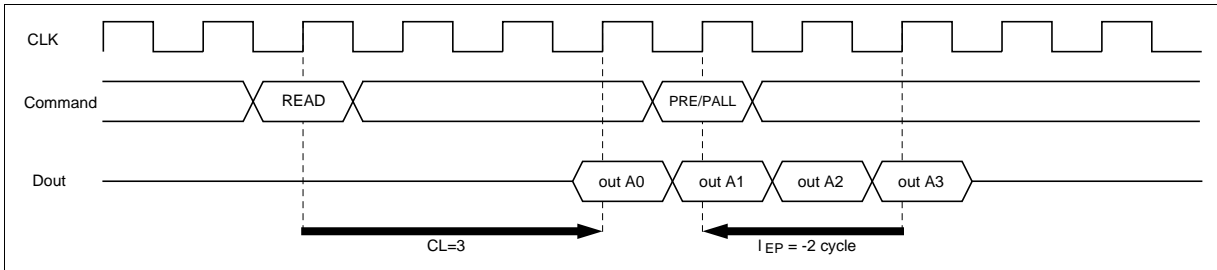 CLK
Command READ PRE/PALL
Dout out A0 out A1 out A2 out A3
CL=3 l EP = -2 cycle